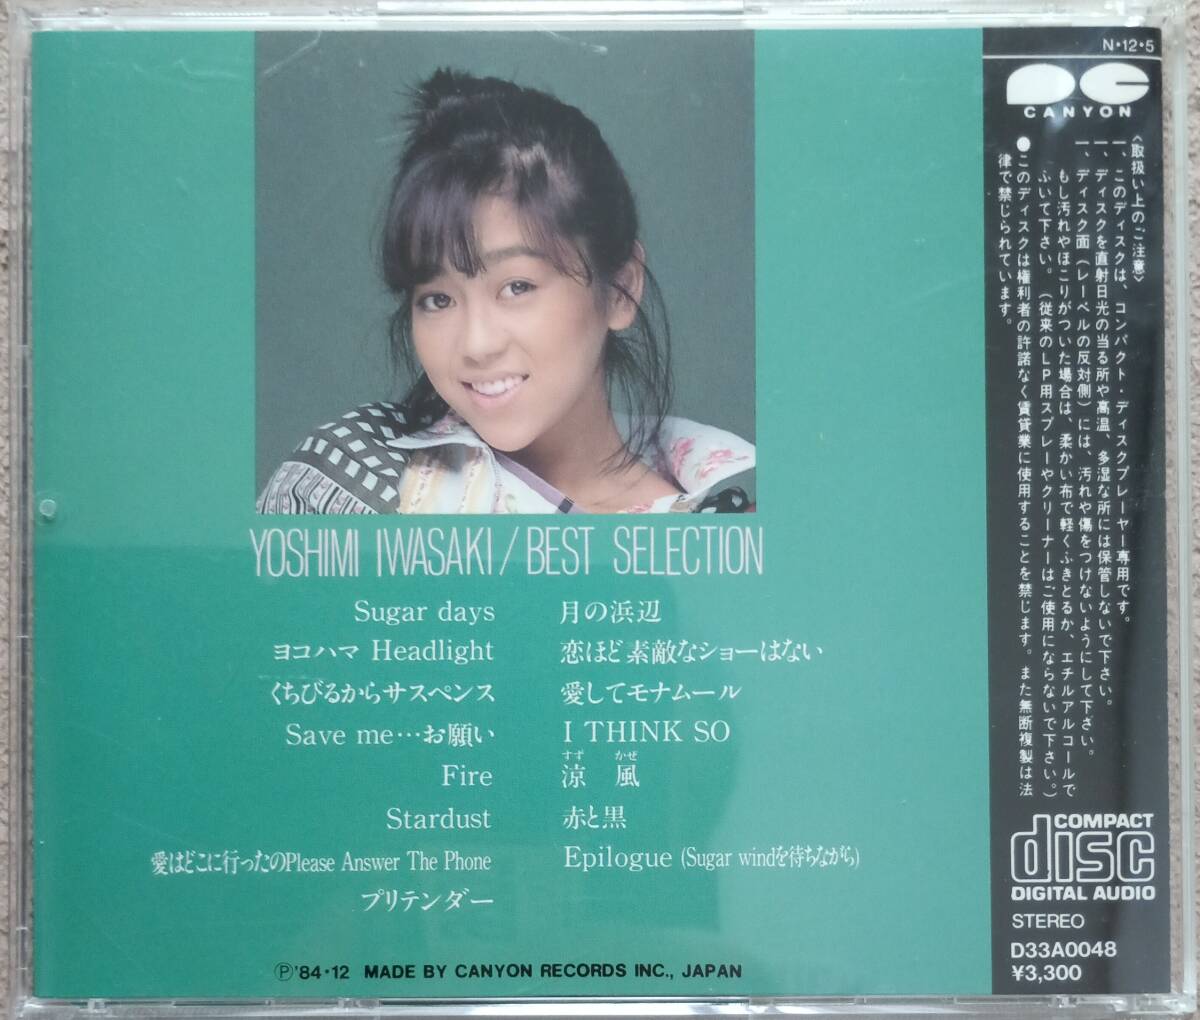 YOSHIMI IWASAKI/BEST SELECTION
Sugar days
ヨコハマ Headlight
くちびるからサスペンス
Save me…お願い
Fire
Stardust
愛はどこに行ったのPlease Answer The Phone
プリテンダー
月の浜辺
恋ほど素敵なショーはない
愛してモナムール
I THINK SO
すず かぜ
涼 風
赤と黒
Epilogue (Sugar windを待ちながら)
Ⓟ'84・12 MADE BY CANYON RECORDS INC., JAPAN
N・12・5
CANYON
〈取扱い上のご注意〉
一、このディスクは、コンパクト・ディスクプレーヤー専用です。
一、ディスクを直射日光の当る所や高温、多湿な所には保管しないで下さい。
一、ディスク面(レーベルの反対側)には、汚れや傷をつけないようにして下さい。
もし汚れやほこりがついた場合は、柔かい布で軽くふきとるか、エチルアルコールで
ふいて下さい。(従来のLP用スプレーやクリーナーはご使用にならないで下さい。)
●このディスクは権利者の許諾なく賃貸業に使用することを禁じます。また無断複製は法
律で禁じられています。
COMPACT
disc
DIGITAL AUDIO
STEREO
D33A0048
¥3,300